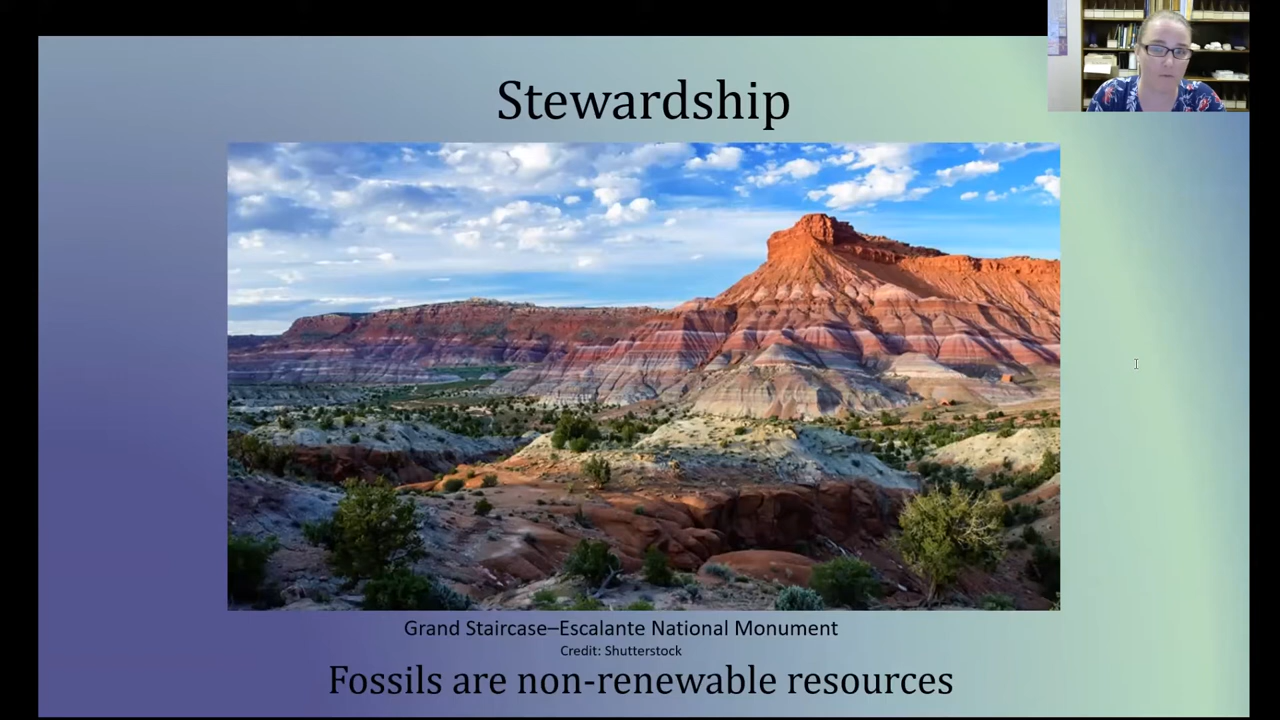 Stewardship
Grand Staircase–Escalante National Monument
Credit: Shutterstock
Fossils are non-renewable resources